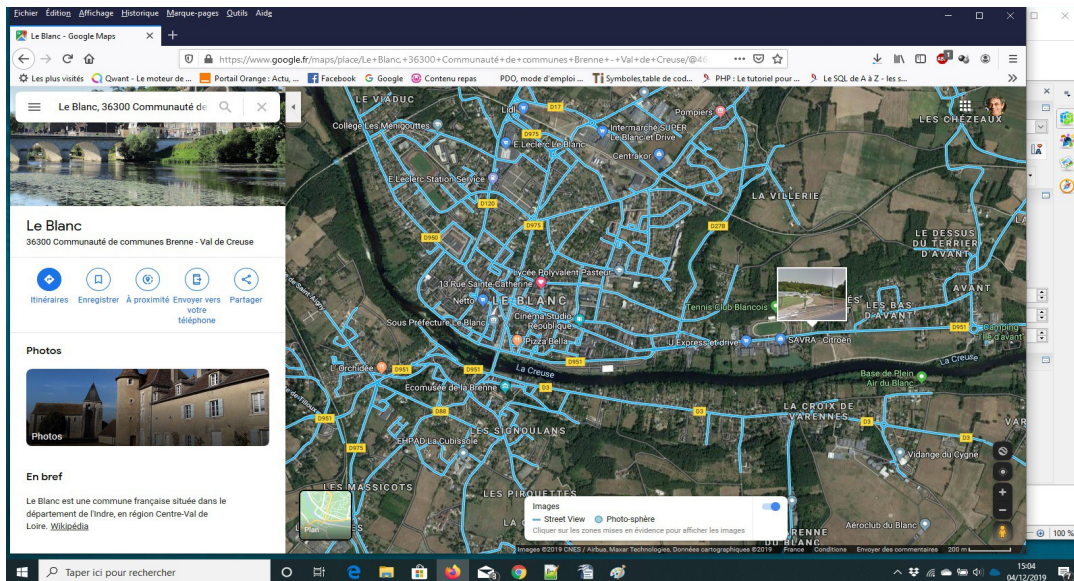 Fichier Édition Affichage Historique Marque-pages Outils Aide
Le Blanc - Google Maps
https://www.google.fr/maps/place/Le+Blanc,+36300+Communauté+de+communes+Brenne+-+Val+de+Creuse/@46
Les plus visités Qwant - Le moteur de ... Portail Orange : Actu, ... Facebook Google Contenu repas PDO, mode d'emploi ... Symboles,table de cod... PHP : Le tutoriel pour ... Le SQL de A à Z - les s...
Le Blanc, 36300 Communauté de
Le Blanc
36300 Communauté de communes Brenne - Val de Creuse
Itinéraires
Enregistrer
À proximité
Envoyer vers
votre
téléphone
Partager
Photos
Photos
En bref
Le Blanc est une commune française située dans le
département de l'Indre, en région Centre-Val de
Loire. Wikipédia
LE VIADUC
Lidl
D17
Pompiers
LES CHÉZEAUX
Collège Les Ménigouttes
D975
Intermarché SUPER
Le Blanc et Drive
E.Leclerc Le Blanc
Centrakor
E.Leclerc Station Service
LA VILLERIE
D120
D975
D278
D950
LE DESSUS
DU TERRIER
D'AVANT
Lycée Polyvalent Pasteur
13 Rue Sainte-Catherine
AVANT
Netto
LE BLANC
Tennis Club Blancois
LES BAS
D'AVANT
Sous Préfecture Le Blanc
Cinéma Studio
République
D951
Camping
l'île d'avant
Pizza Bella
U Express et drive
SAVRA - Citroën
de Saint-Aigny
D951
La Creuse
La Creuse
L'Orchidée
D951
D951
Base de Plein
Air du Blanc
Ecomusée de la Brenne
D3
D951
D88
D3
LA CROIX DE
VARENNES
D3
VAR
LES SIGNOULANS
EHPAD La Cubissole
D975
Vidange du Cygne
LES MASSICOTS
LES PIROUETTES
Plan
Images
Street View Photo-sphère
Cliquer sur les zones mises en évidence pour afficher les images
Aéroclub du Blanc
DU BLANC
Images ©2019 CNES / Airbus, Maxar Technologies, Données cartographiques ©2019 France Conditions Envoyer des commentaires 200 m
100 %
Taper ici pour rechercher
15:04
04/12/2019